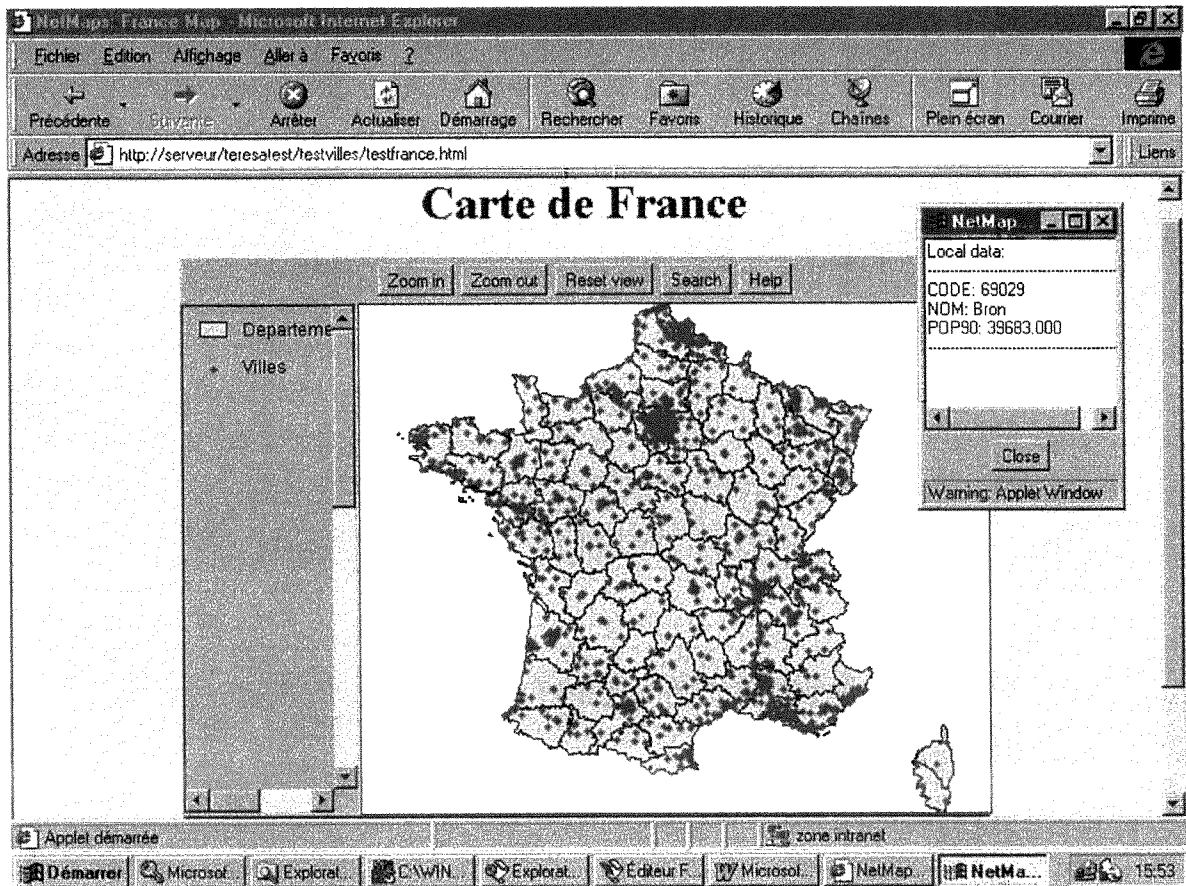 NetMaps: France Map - Microsoft Internet Explorer
Fichier Edition Affichage Aller à Favoris ?
Précédente Suivante Arrêter Actualiser Démarrage Rechercher Favoris Historique Chaînes Plein écran Courrier Imprime
Adresse http://serveur/teresatest/testvilles/testfrance.html Liens
Carte de France
Zoom in Zoom out Reset view Search Help
Departeme
Villes
NetMap
Local data:
CODE: 69029
NOM: Bron
POP90: 39683.000
Close
Warning: Applet Window
Applet démarrée zone intranet
Démarrer Microsof... Explorat... C:\WIN... Explorat... Éditeur F... Microsof... NetMap... NetMa... 15:53